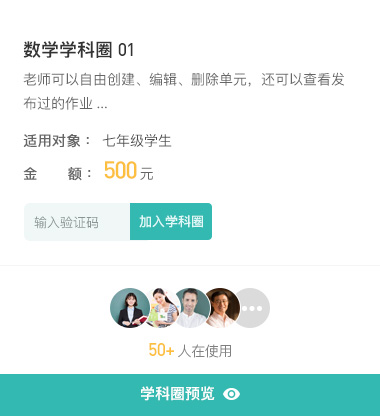 数学学科圈 01
老师可以自由创建、编辑、删除单元，还可以查看发
布过的作业 ...
适用对象： 七年级学生
金 额： 500 元
输入验证码 加入学科圈
50+ 人在使用
学科圈预览